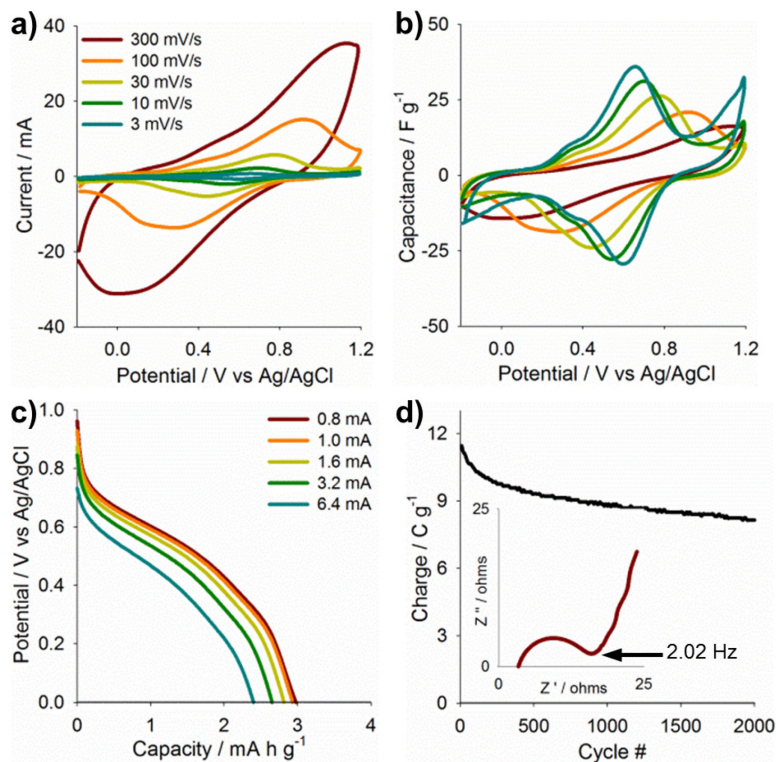 a)
300 mV/s
100 mV/s
30 mV/s
10 mV/s
3 mV/s
40
20
0
-20
-40
Current / mA
0.0 0.4 0.8 1.2
Potential / V vs Ag/AgCl
b)
50
25
0
-25
-50
Capacitance / F g⁻¹
0.0 0.4 0.8 1.2
Potential / V vs Ag/AgCl
c)
0.8 mA
1.0 mA
1.6 mA
3.2 mA
6.4 mA
1.0
0.8
0.6
0.4
0.2
0.0
Potential / V vs Ag/AgCl
0 1 2 3 4
Capacity / mA h g⁻¹
d)
12
9
6
3
0
Charge / C g⁻¹
25
0
Z '' / ohms
2.02 Hz
Z ' / ohms
25
0 500 1000 1500 2000
Cycle #